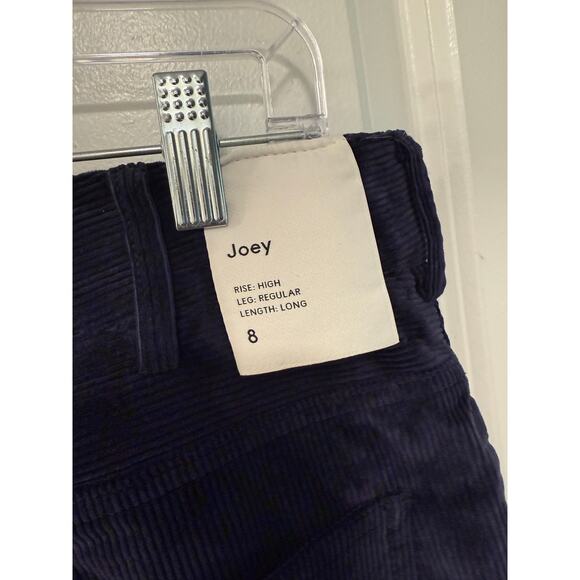 Joey
RISE: HIGH
LEG: REGULAR
LENGTH: LONG
8